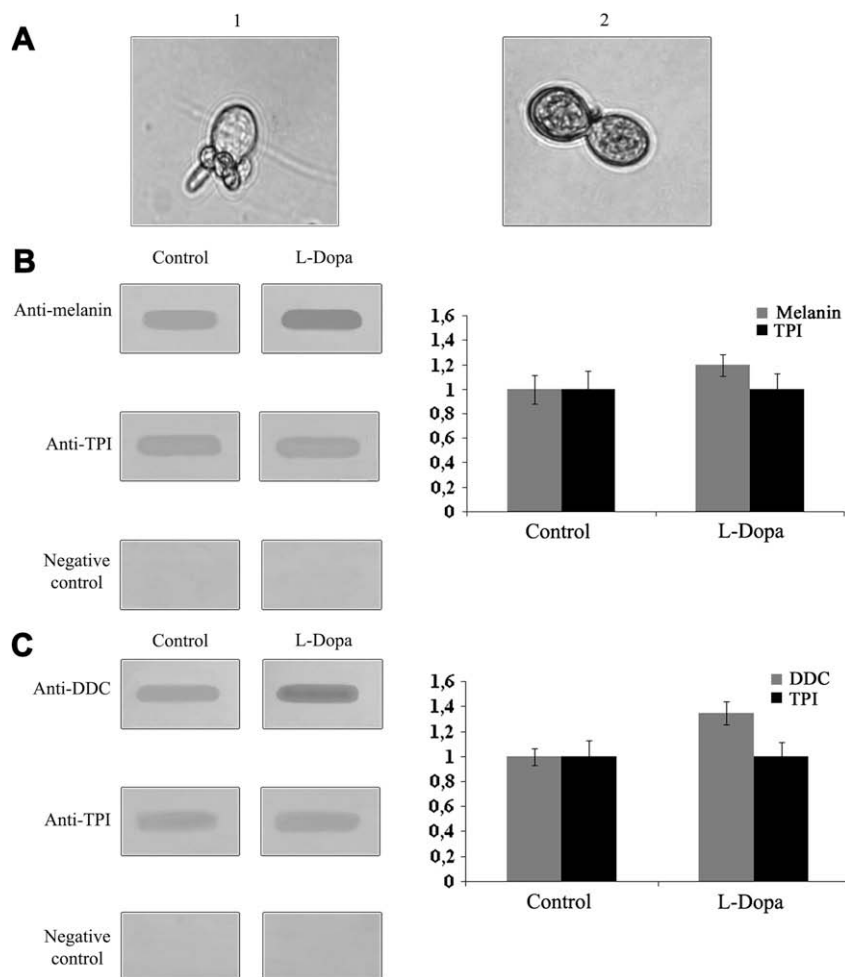 A
1
2
B
Control
L-Dopa
Anti-melanin
Anti-TPI
Negative
control
1,6
1,4
1,2
1
0,8
0,6
0,4
0,2
0
Melanin
TPI
Control
L-Dopa
C
Control
L-Dopa
Anti-DDC
Anti-TPI
Negative
control
1,6
1,4
1,2
1
0,8
0,6
0,4
0,2
0
DDC
TPI
Control
L-Dopa